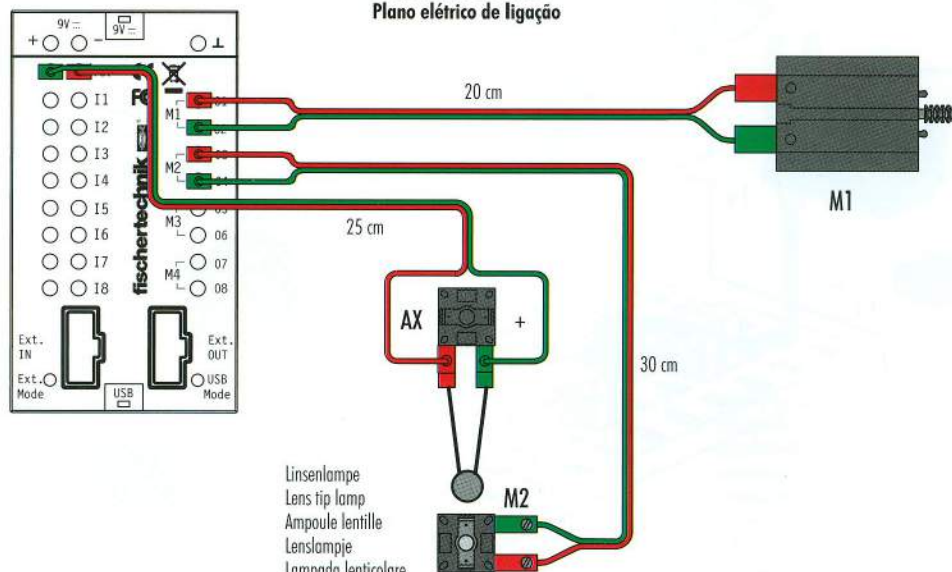 Plano elétrico de ligação
9V
9V
+
-
I1
I2
I3
I4
I5
I6
I7
I8
M1
M2
M3
M4
06
07
08
fischertechnik
Ext.
IN
Ext.
OUT
Ext.
Mode
USB
USB
Mode
20 cm
M1
25 cm
AX
+
30 cm
Linsenlampe
Lens tip lamp
Ampoule lentille
Lenslampje
Lampada lenticolare
M2